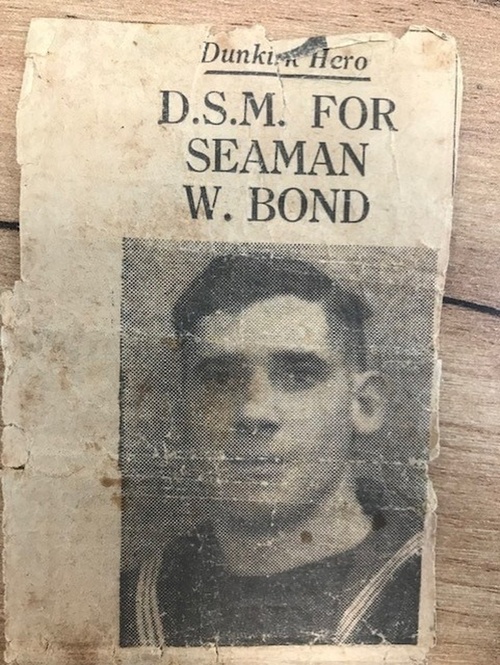 Dunkirk Hero
D.S.M. FOR
SEAMAN
W. BOND